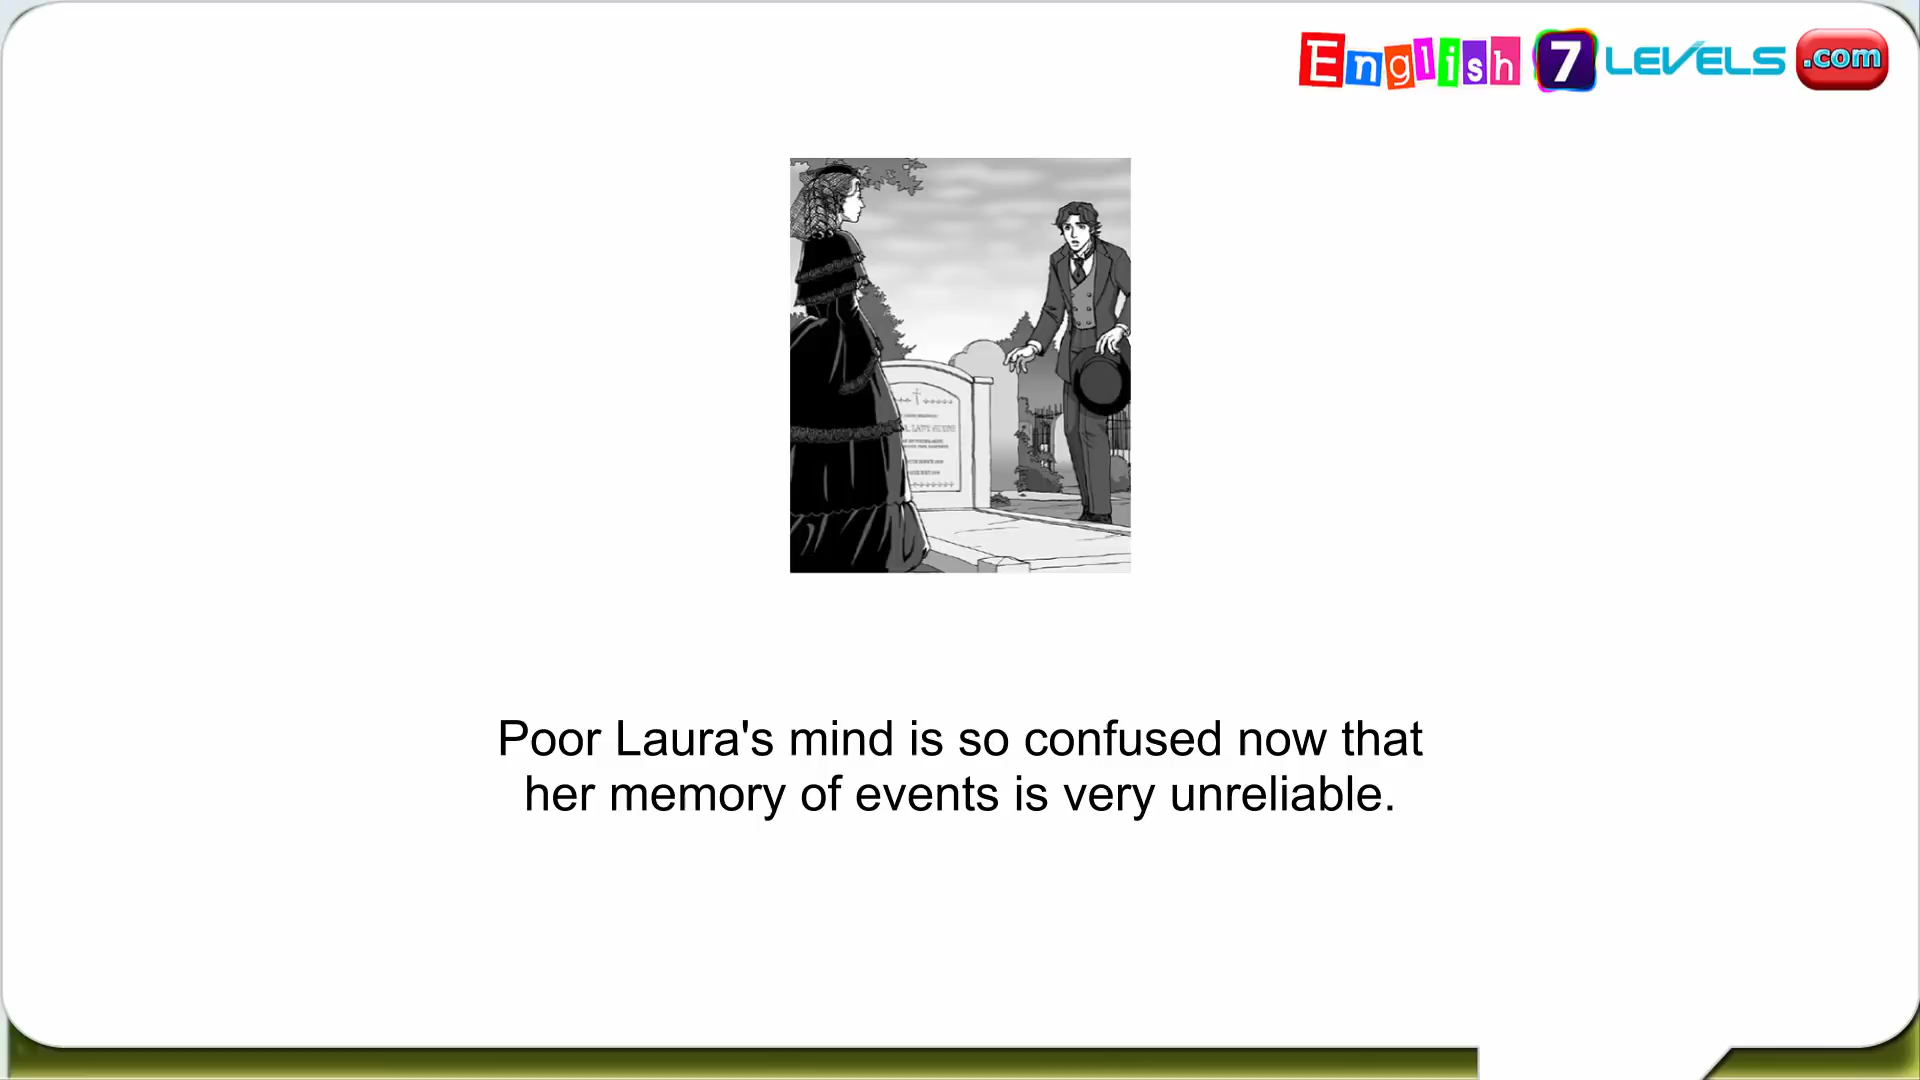 English 7 LEVELS .com
Poor Laura's mind is so confused now that
her memory of events is very unreliable.